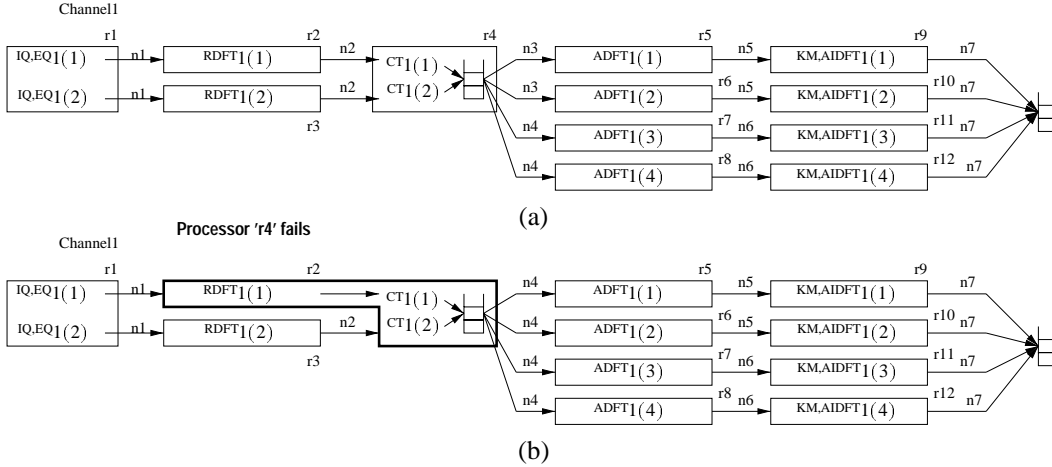 Channel1
r1 r2 r4 r5 r9
IQ,EQ1(1) n1 RDFT1(1) n2 CT1(1) n3 ADFT1(1) n5 KM,AIDFT1(1) n7
IQ,EQ1(2) n1 RDFT1(2) n2 CT1(2) n3 ADFT1(2) r6 n5 KM,AIDFT1(2) r10 n7
r3 n4 ADFT1(3) r7 n6 KM,AIDFT1(3) r11 n7
n4 ADFT1(4) r8 n6 KM,AIDFT1(4) r12 n7
(a)
Processor 'r4' fails
Channel1
r1 r2 r5 r9
IQ,EQ1(1) n1 RDFT1(1) CT1(1) n4 ADFT1(1) n5 KM,AIDFT1(1) n7
IQ,EQ1(2) n1 RDFT1(2) n2 CT1(2) n4 ADFT1(2) r6 n5 KM,AIDFT1(2) r10 n7
r3 n4 ADFT1(3) r7 n6 KM,AIDFT1(3) r11 n7
n4 ADFT1(4) r8 n6 KM,AIDFT1(4) r12 n7
(b)